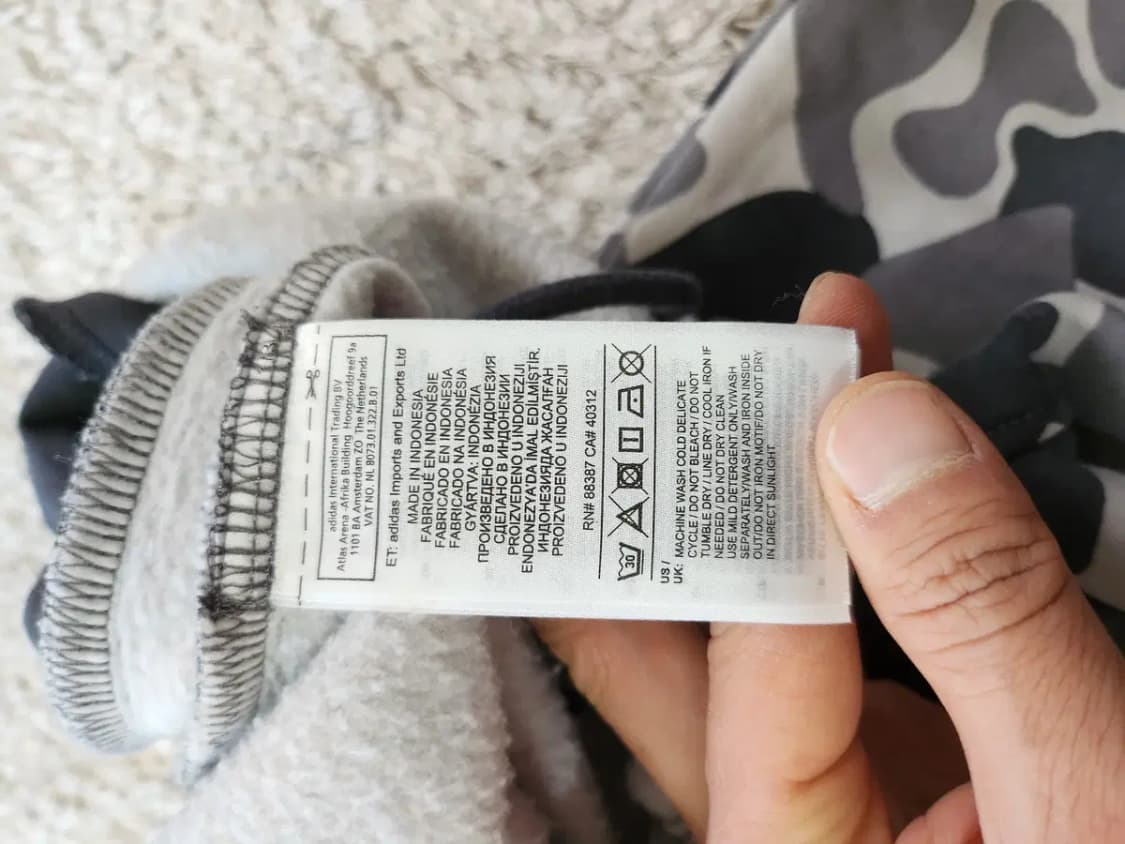 adidas International Trading BV
Atlas Arena -Afrika Building Hoogoorddreef 9a
1101 BA Amsterdam ZO The Netherlands
VAT NO. NL 8073.01.322.B.01
ET: adidas Imports and Exports Ltd
MADE IN INDONESIA
FABRIQUÉ EN INDONÉSIE
FABRICADO EN INDONESIA
FABRICADO NA INDONÉSIA
GYÁRTVA: INDONÉZIA
ПРОИЗВЕДЕНО В ИНДОНЕЗИЯ
СДЕЛАНО В ИНДОНЕЗИИ
PROIZVEDENO U INDONEZIJI
ENDONEZYA'DA IMAL EDİLMİŞTİR.
ИНДОНЕЗИЯДА ЖАСАЛҒАН
PROIZVEDENO U INDONEZIJI
RN# 88387 CA# 40312
30
US /
UK: MACHINE WASH COLD DELICATE
CYCLE / DO NOT BLEACH / DO NOT
TUMBLE DRY / LINE DRY / COOL IRON IF
NEEDED / DO NOT DRY CLEAN
USE MILD DETERGENT ONLY/WASH
SEPARATELY/WASH AND IRON INSIDE
OUT/DO NOT IRON MOTIF/DO NOT DRY
IN DIRECT SUNLIGHT